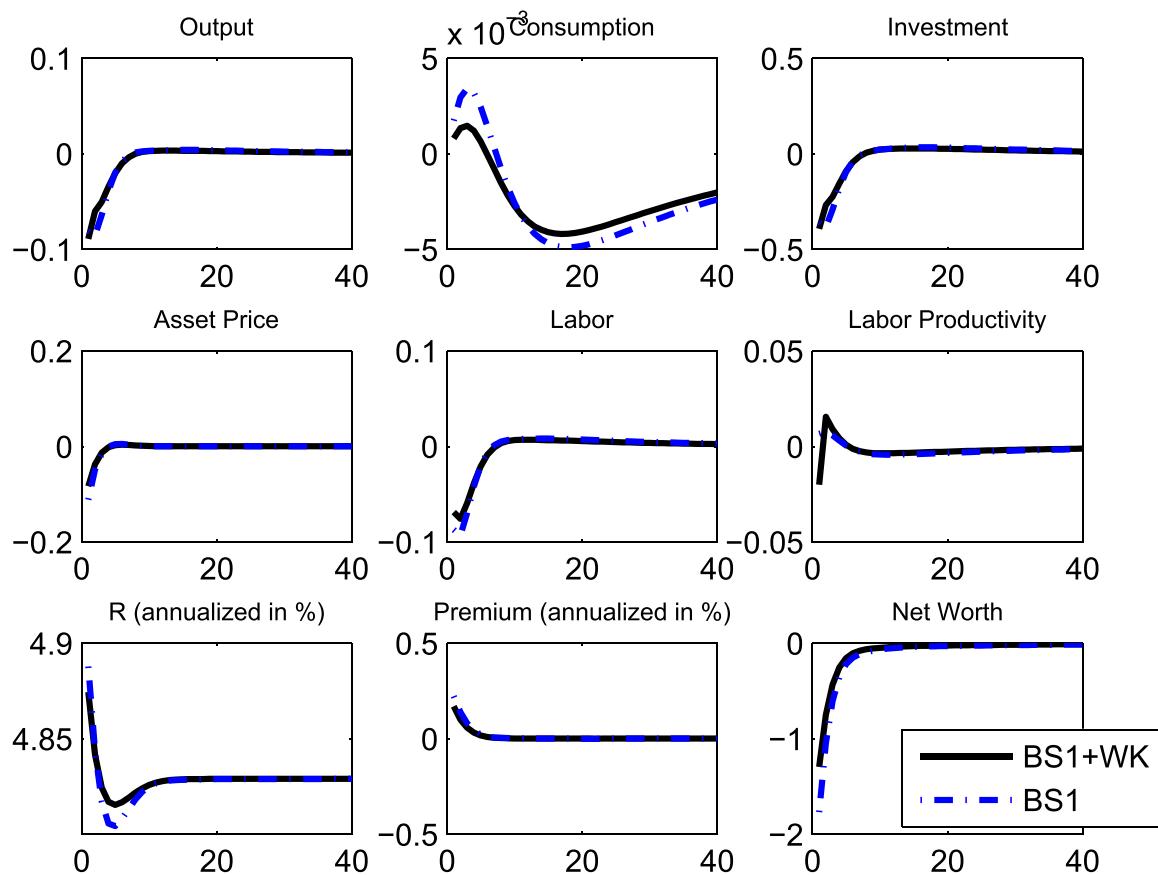 Output
x 10⁻³
Consumption
Investment
0.1
0
−0.1
0 20 40
5
0
−5
0 20 40
0.5
0
−0.5
0 20 40
Asset Price
Labor
Labor Productivity
0.2
0
−0.2
0 20 40
0.1
0
−0.1
0 20 40
0.05
0
−0.05
0 20 40
R (annualized in %)
Premium (annualized in %)
Net Worth
4.9
4.85
0 20 40
0.5
0
−0.5
0 20 40
0
−1
−2
0 20 40
BS1+WK
BS1